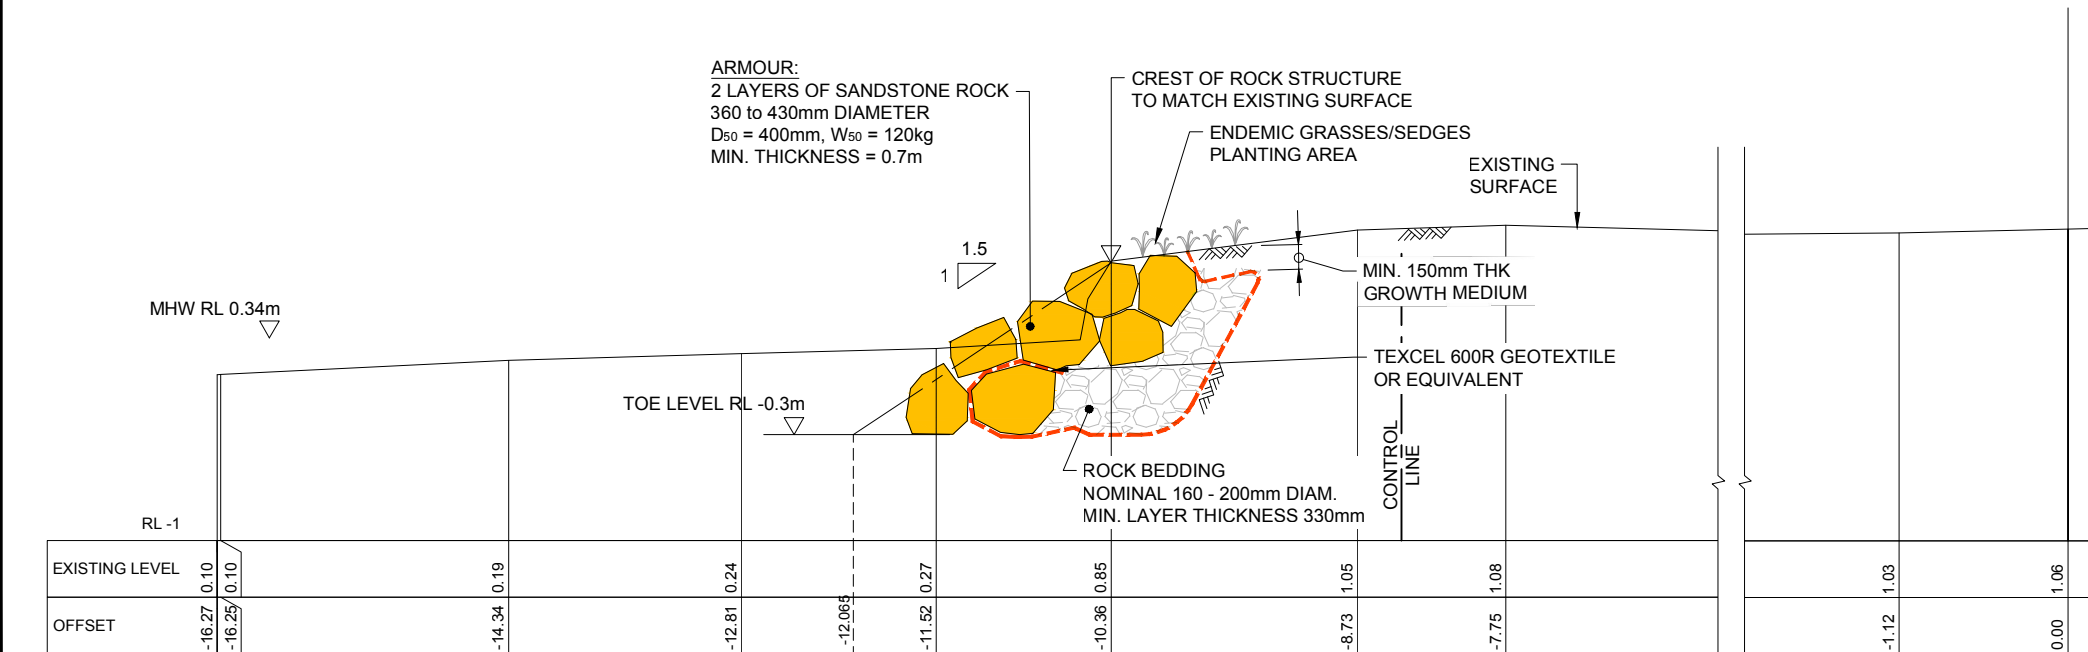 ARMOUR:
2 LAYERS OF SANDSTONE ROCK
360 to 430mm DIAMETER
D50 = 400mm, W50 = 120kg
MIN. THICKNESS = 0.7m
CREST OF ROCK STRUCTURE
TO MATCH EXISTING SURFACE
ENDEMIC GRASSES/SEDGES
PLANTING AREA
EXISTING
SURFACE
1.5
1
MHW RL 0.34m
MIN. 150mm THK
GROWTH MEDIUM
TEXCEL 600R GEOTEXTILE
OR EQUIVALENT
TOE LEVEL RL -0.3m
CONTROL
LINE
ROCK BEDDING
NOMINAL 160 - 200mm DIAM.
MIN. LAYER THICKNESS 330mm
RL -1
EXISTING LEVEL 0.10 0.10 0.19 0.24 0.27 0.85 1.05 1.08 1.03 1.06
OFFSET -16.27 -16.25 -14.34 -12.81 -12.065 -11.52 -10.36 -8.73 -7.75 -1.12 0.00